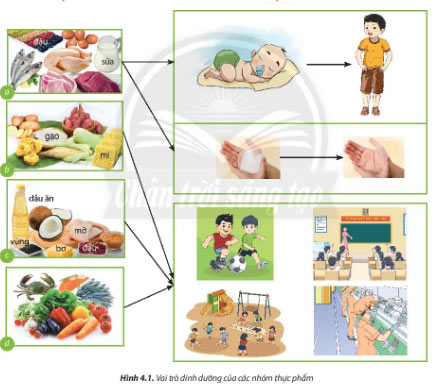 đậu
sữa
a
gạo
mì
b
dầu ăn
mỡ
vừng
bơ
đậu
c
d
Chân trời sáng tạo
Hình 4.1. Vai trò dinh dưỡng của các nhóm thực phẩm